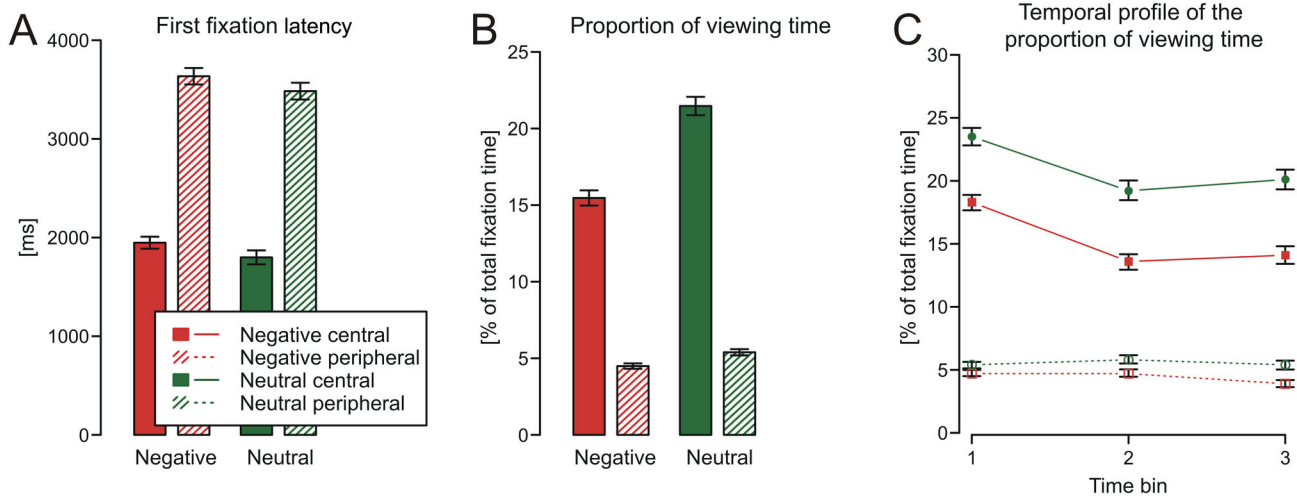 A
First fixation latency
4000
3000
2000
1000
0
[ms]
Negative central
Negative peripheral
Neutral central
Neutral peripheral
Negative
Neutral
B
Proportion of viewing time
25
20
15
10
5
0
[% of total fixation time]
Negative
Neutral
C
Temporal profile of the
proportion of viewing time
30
25
20
15
10
5
0
[% of total fixation time]
1
2
3
Time bin